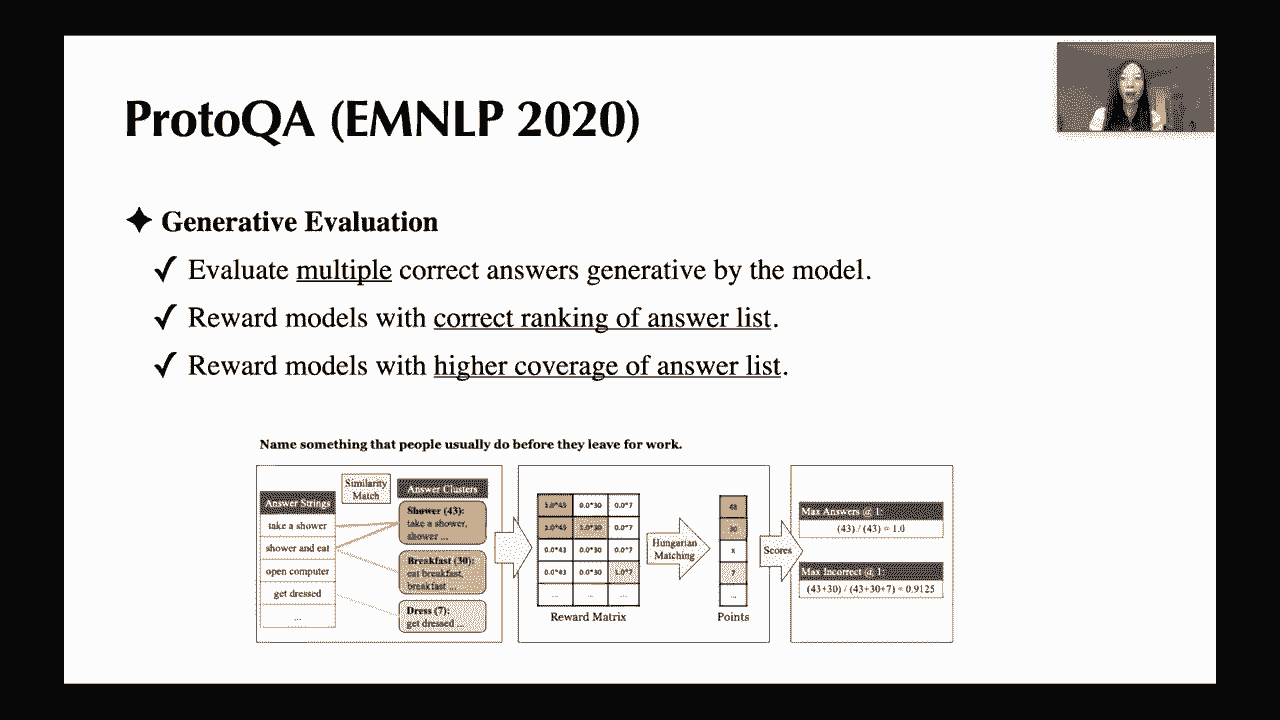 ProtoQA (EMNLP 2020)
✦ Generative Evaluation
✓ Evaluate multiple correct answers generative by the model.
✓ Reward models with correct ranking of answer list.
✓ Reward models with higher coverage of answer list.
Name something that people usually do before they leave for work.
Answer String
take a shower
shower and eat
open computer
get dressed
...
Similarity
Match
Answer Clusters
Shower (43):
take a shower,
shower ...
Breakfast (30):
eat breakfast,
breakfast ...
Dress (7):
get dressed ...
1.0*43 0.0*30 0.0*7
1.0*43 1.0*30 0.0*7
0.0*43 0.0*30 0.0*7
0.0*43 0.0*30 1.0*7
... ... ...
Reward Matrix
Hungarian
Matching
30
7
...
Points
Scores
Max Answers @ 1:
(43) / (43) = 1.0
Max Incorrect @ 1:
(43+30) / (43+30+7) = 0.9125